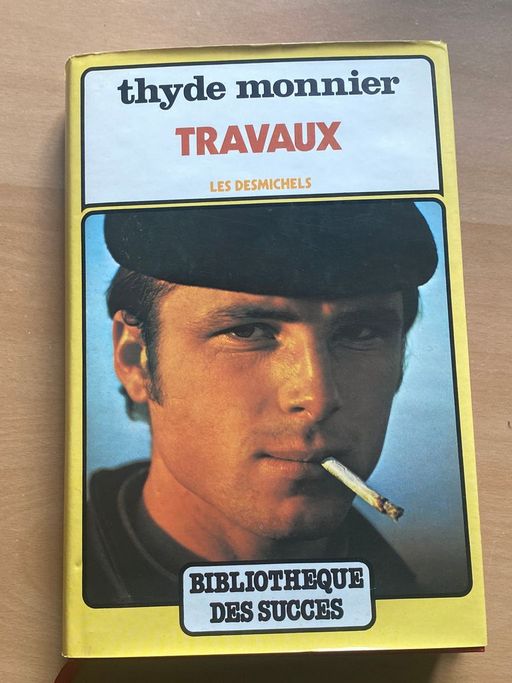 thyde monnier
TRAVAUX
LES DESMICHELS
BIBLIOTHEQUE
DES SUCCES